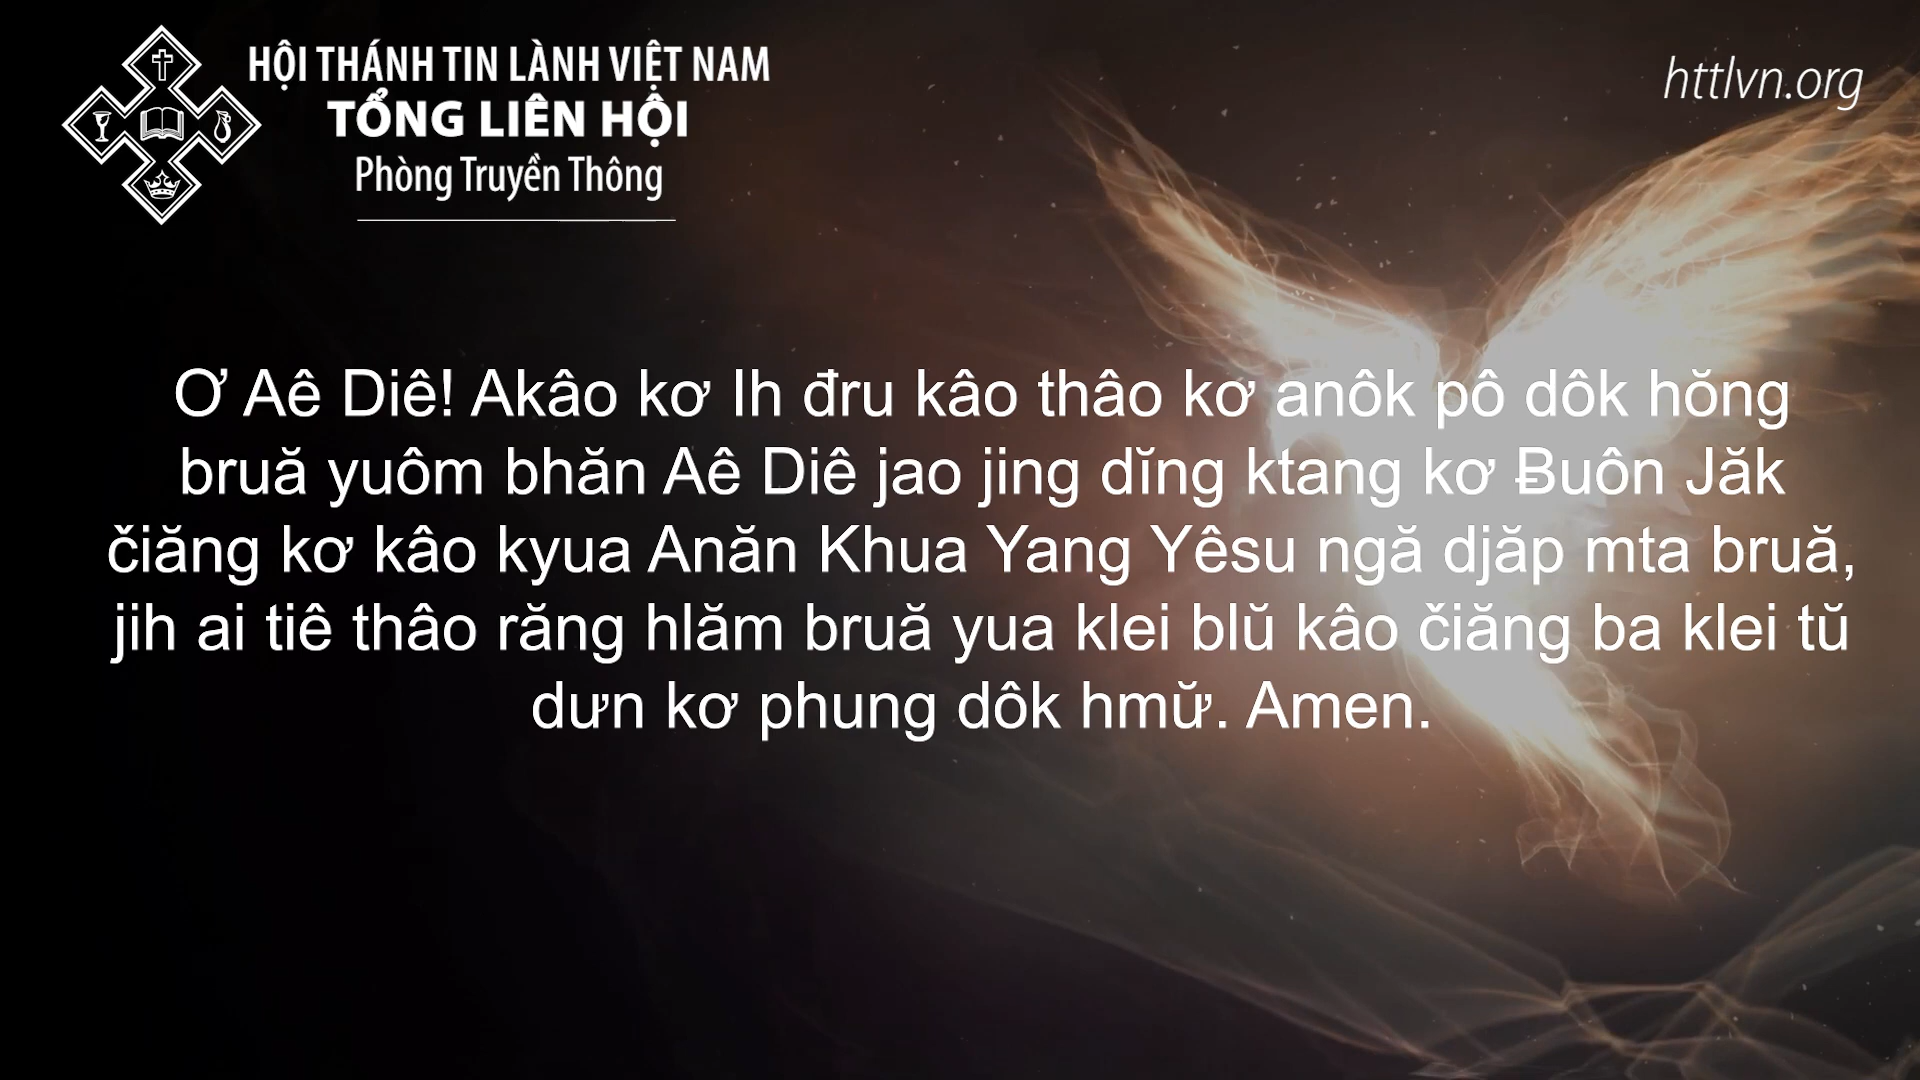 HỘI THÁNH TIN LÀNH VIỆT NAM
TỔNG LIÊN HỘI
Phòng Truyền Thông
httlvn.org
Ơ Aê Diê! Akâo kơ Ih đru kâo thâo kơ anôk pô dôk hŏng
bruă yuôm bhăn Aê Diê jao jing dĭng ktang kơ Ƀuôn Jăk
čiăng kơ kâo kyua Anăn Khua Yang Yêsu ngă djăp mta bruă,
jih ai tiê thâo răng hlăm bruă yua klei blŭ kâo čiăng ba klei tŭ
dưn kơ phung dôk hmư̆. Amen.